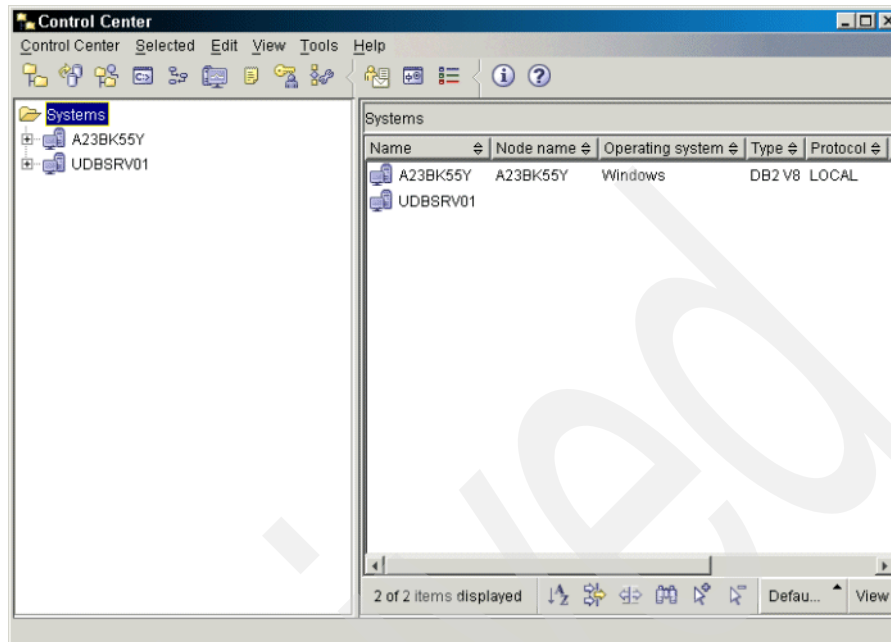 Control Center
Control Center Selected Edit View Tools Help
Systems
A23BK55Y
UDBSRV01
Systems
Name Node name Operating system Type Protocol
A23BK55Y A23BK55Y Windows DB2 V8 LOCAL
UDBSRV01
2 of 2 items displayed Defau... View